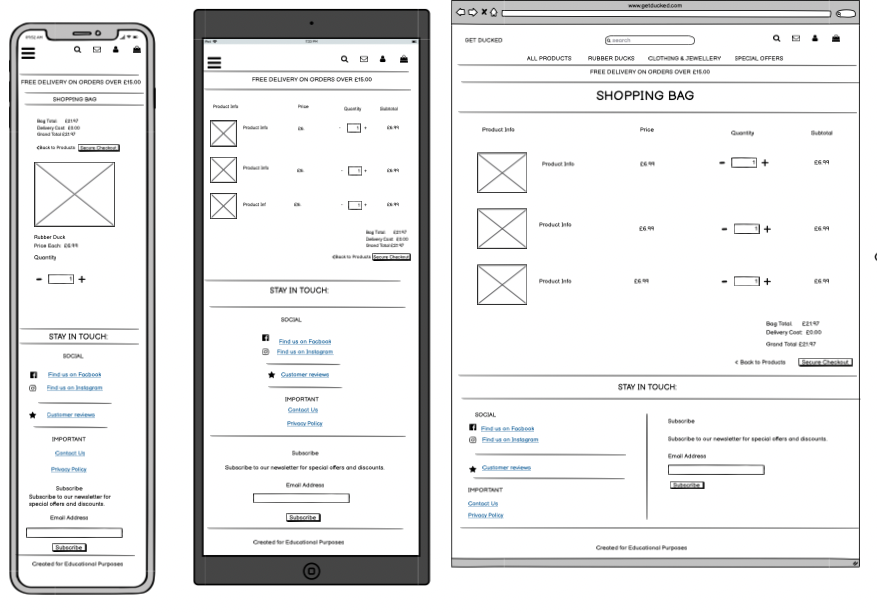 FREE DELIVERY ON ORDERS OVER £15.00
SHOPPING BAG
Bag Total: £21.97
Delivery Cost: £0.00
Grand Total £21.97
<Back to Products Secure Checkout
Rubber Duck
Price Each: £6.99
Quantity
- 1 +
STAY IN TOUCH:
SOCIAL
Find us on Facbook
Find us on Instagram
Customer reviews
IMPORTANT
Contact Us
Privacy Policy
Subscribe
Subscribe to our newsletter for
special offers and discounts.
Email Address
Subscribe
Created for Educational Purposes
FREE DELIVERY ON ORDERS OVER £15.00
Product Info Price Quantity Subtotal
Product Info £6. - 1 + £6.99
Product Info £6. - 1 + £6.99
Product Inf £6. - 1 + £6.99
Bag Total: £21.97
Delivery Cost: £0.00
Grand Total £21.97
<Back to Products Secure Checkout
STAY IN TOUCH:
SOCIAL
Find us on Facbook
Find us on Instagram
Customer reviews
IMPORTANT
Contact Us
Privacy Policy
Subscribe
Subscribe to our newsletter for special offers and discounts.
Email Address
Subscribe
Created for Educational Purposes
www.getducked.com
GET DUCKED search
ALL PRODUCTS RUBBER DUCKS CLOTHING & JEWELLERY SPECIAL OFFERS
FREE DELIVERY ON ORDERS OVER £15.00
SHOPPING BAG
Product Info Price Quantity Subtotal
Product Info £6.99 - 1 + £6.99
Product Info £6.99 - 1 + £6.99
Product Info £6.99 - 1 + £6.99
Bag Total: £21.97
Delivery Cost: £0.00
Grand Total £21.97
< Back to Products Secure Checkout
STAY IN TOUCH:
SOCIAL
Find us on Facbook
Find us on Instagram
Customer reviews
IMPORTANT
Contact Us
Privacy Policy
Subscribe
Subscribe to our newsletter for special offers and discounts.
Email Address
Subscribe
Created for Educational Purposes